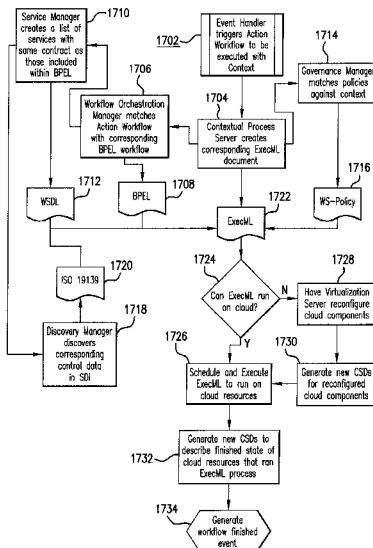 1710
Service Manager
creates a list of
services with
same contract as
those included
within BPEL
1702
Event Handler
triggers Action
Workflow to be
executed with
Context
1714
Governance Manager
matches policies
against context
1706
Workflow Orchestration
Manager matches
Action Workflow
with corresponding
BPEL workflow
1704
Contextual Process
Server creates
corresponding ExecML
document
1712
WSDL
1708
BPEL
1722
ExecML
1716
WS-Policy
1720
ISO 19139
1724
Can ExecML run
on cloud?
N
Y
1728
Have Virtualization
Server reconfigure
cloud components
1718
Discovery Manager
discovers
corresponding
control data
in SDI
1726
Schedule and Execute
ExecML to run on
cloud resources
1730
Generate new CSDs
for reconfigured
cloud components
1732
Generate new CSDs to
describe finished state
of cloud resources that ran
ExecML process
1734
Generate
workflow finished
event